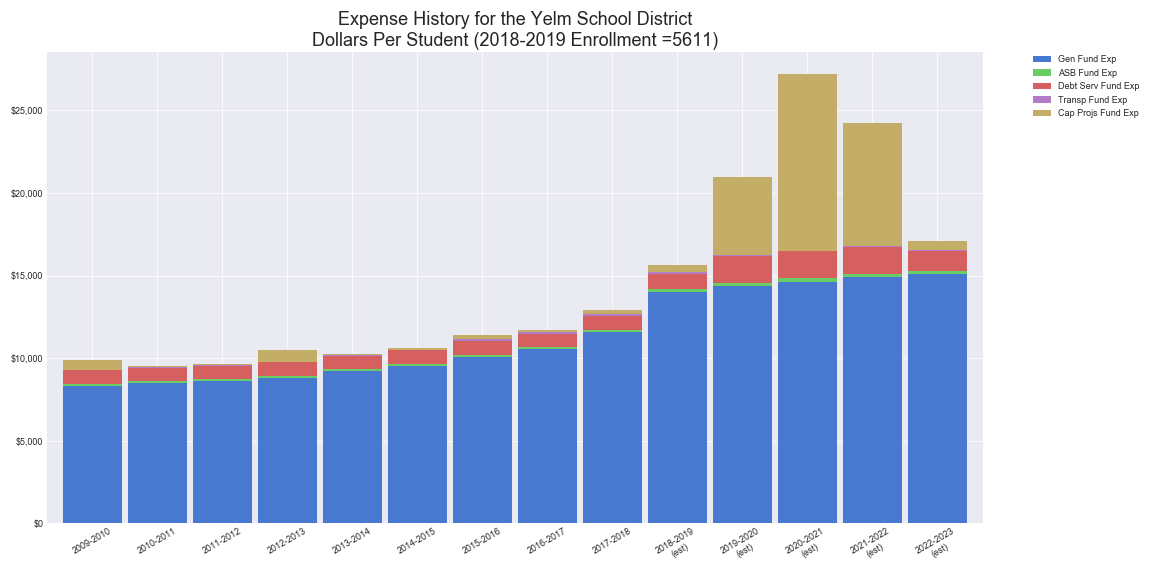 Expense History for the Yelm School District
Dollars Per Student (2018-2019 Enrollment =5611)
Gen Fund Exp
ASB Fund Exp
Debt Serv Fund Exp
Transp Fund Exp
Cap Projs Fund Exp
$25,000
$20,000
$15,000
$10,000
$5,000
$0
2009-2010
2010-2011
2011-2012
2012-2013
2013-2014
2014-2015
2015-2016
2016-2017
2017-2018
2018-2019
(est)
2019-2020
(est)
2020-2021
(est)
2021-2022
(est)
2022-2023
(est)